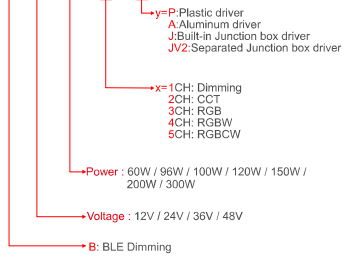 y=P:Plastic driver
A:Aluminum driver
J:Built-in Junction box driver
JV2:Separated Junction box driver
x=1CH: Dimming
2CH: CCT
3CH: RGB
4CH: RGBW
5CH: RGBCW
Power : 60W / 96W / 100W / 120W / 150W /
200W / 300W
Voltage : 12V / 24V / 36V / 48V
B: BLE Dimming